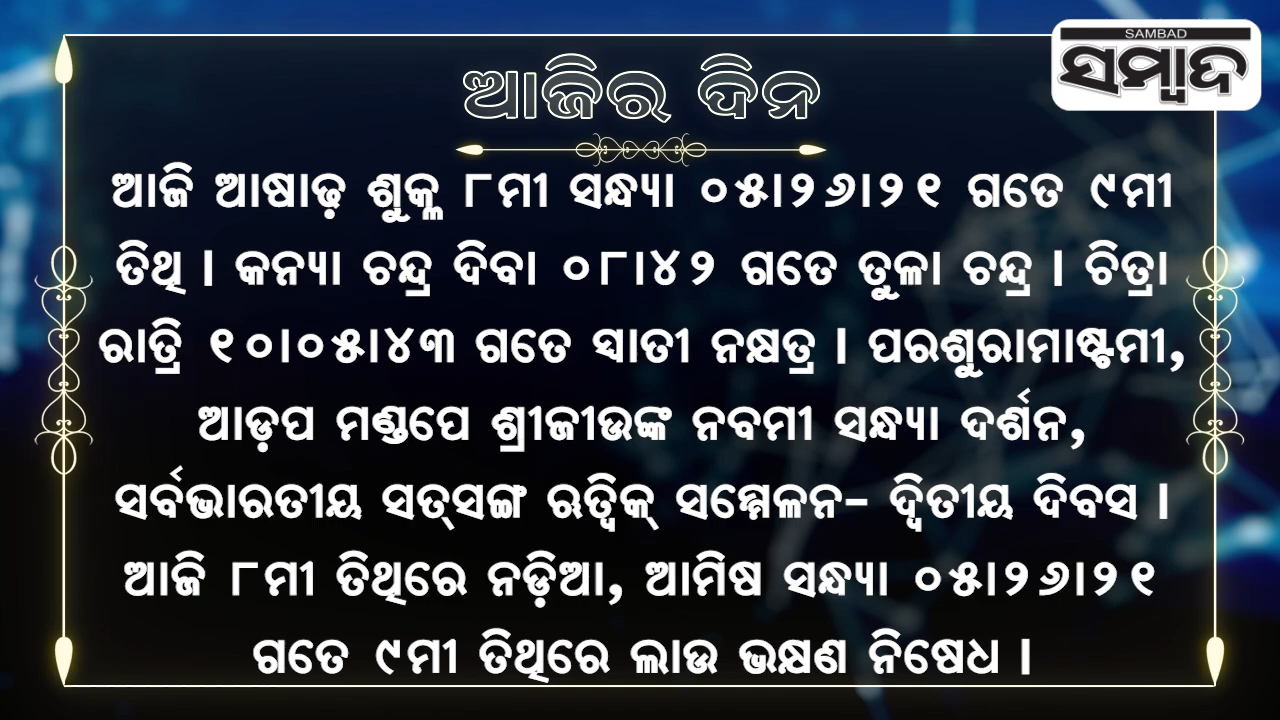 SAMBAD
ସମ୍ବାଦ
ଆଜିର ଦିନ
ଆଜି ଆଷାଢ଼ ଶୁକ୍ଳ ୮ମୀ ସନ୍ଧ୍ୟା ୦୫।୨୬।୨୧ ଗତେ ୯ମୀ
ତିଥି । କନ୍ୟା ଚନ୍ଦ୍ର ଦିବା ୦୮।୪୨ ଗତେ ତୁଳା ଚନ୍ଦ୍ର । ଚିତ୍ରା
ରାତ୍ରି ୧୦।୦୫।୪୩ ଗତେ ସ୍ୱାତୀ ନକ୍ଷତ୍ର । ପରଶୁରାମାଷ୍ଟମୀ,
ଆଡ଼ପ ମଣ୍ଡପେ ଶ୍ରୀଜୀଉଙ୍କ ନବମୀ ସନ୍ଧ୍ୟା ଦର୍ଶନ,
ସର୍ବଭାରତୀୟ ସତ୍‌ସଙ୍ଗ ଋତ୍ୱିକ୍ ସମ୍ମେଳନ- ଦ୍ୱିତୀୟ ଦିବସ ।
ଆଜି ୮ମୀ ତିଥିରେ ନଡ଼ିଆ, ଆମିଷ ସନ୍ଧ୍ୟା ୦୫।୨୬।୨୧
ଗତେ ୯ମୀ ତିଥିରେ ଲାଉ ଭକ୍ଷଣ ନିଷେଧ ।